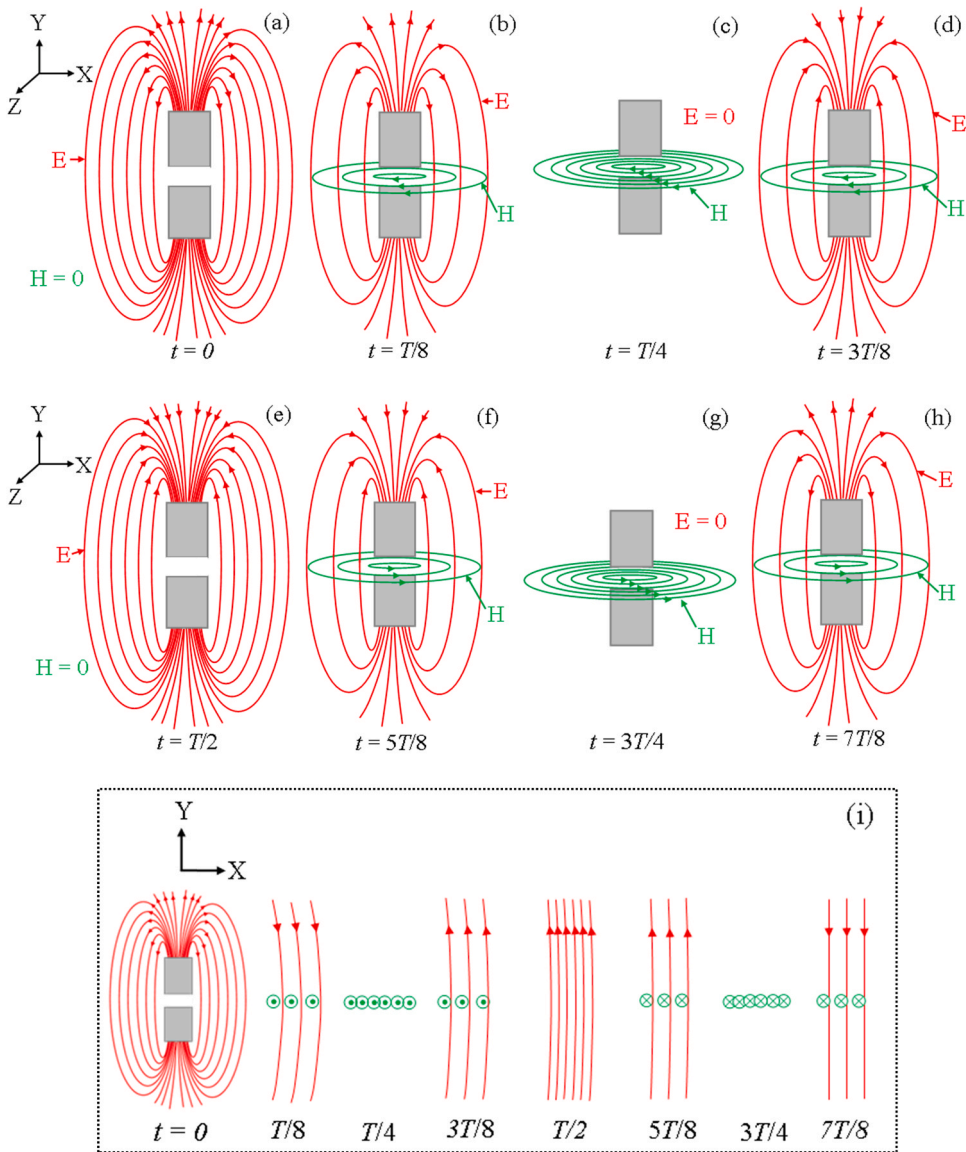 (a) (b) (c) (d)
Y
X
Z
E
H = 0
E
H
E = 0
H
E
H
t = 0 t = T/8 t = T/4 t = 3T/8
(e) (f) (g) (h)
Y
X
Z
E
H = 0
E
H
E = 0
H
E
H
t = T/2 t = 5T/8 t = 3T/4 t = 7T/8
(i)
Y
X
t = 0 T/8 T/4 3T/8 T/2 5T/8 3T/4 7T/8